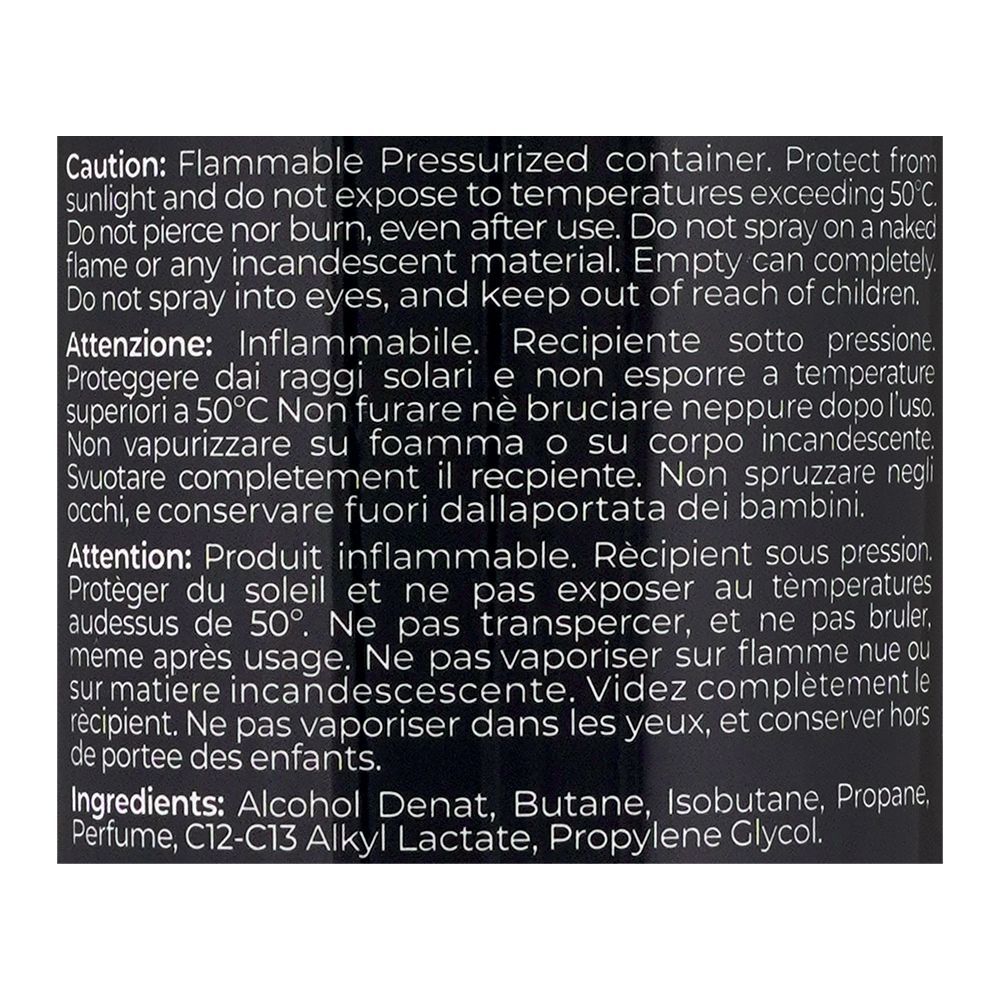 Caution: Flammable Pressurized container. Protect from
sunlight and do not expose to temperatures exceeding 50°C.
Do not pierce nor burn, even after use. Do not spray on a naked
flame or any incandescent material. Empty can completely.
Do not spray into eyes, and keep out of reach of children.
Attenzione: Inflammabile. Recipiente sotto pressione.
Proteggere dai raggi solari e non esporre a temperature
superiori a 50°C Non furare nè bruciare neppure dopo l'uso.
Non vapurizzare su foamma o su corpo incandescente.
Svuotare completement il recpiente. Non spruzzare negli
occhi, e conservare fuori dallaportata dei bambini.
Attention: Produit inflammable. Rècipient sous pression.
Protèger du soleil et ne pas exposer au tèmperatures
audessus de 50°. Ne pas transpercer, et ne pas bruler,
mème après usage. Ne pas vaporiser sur flamme nue ou
sur matiere incandescescente. Videz complètement le
rècipient. Ne pas vaporiser dans les yeux, et conserver hors
de portee des enfants.
Ingredients: Alcohol Denat, Butane, Isobutane, Propane,
Perfume, C12-C13 Alkyl Lactate, Propylene Glycol.